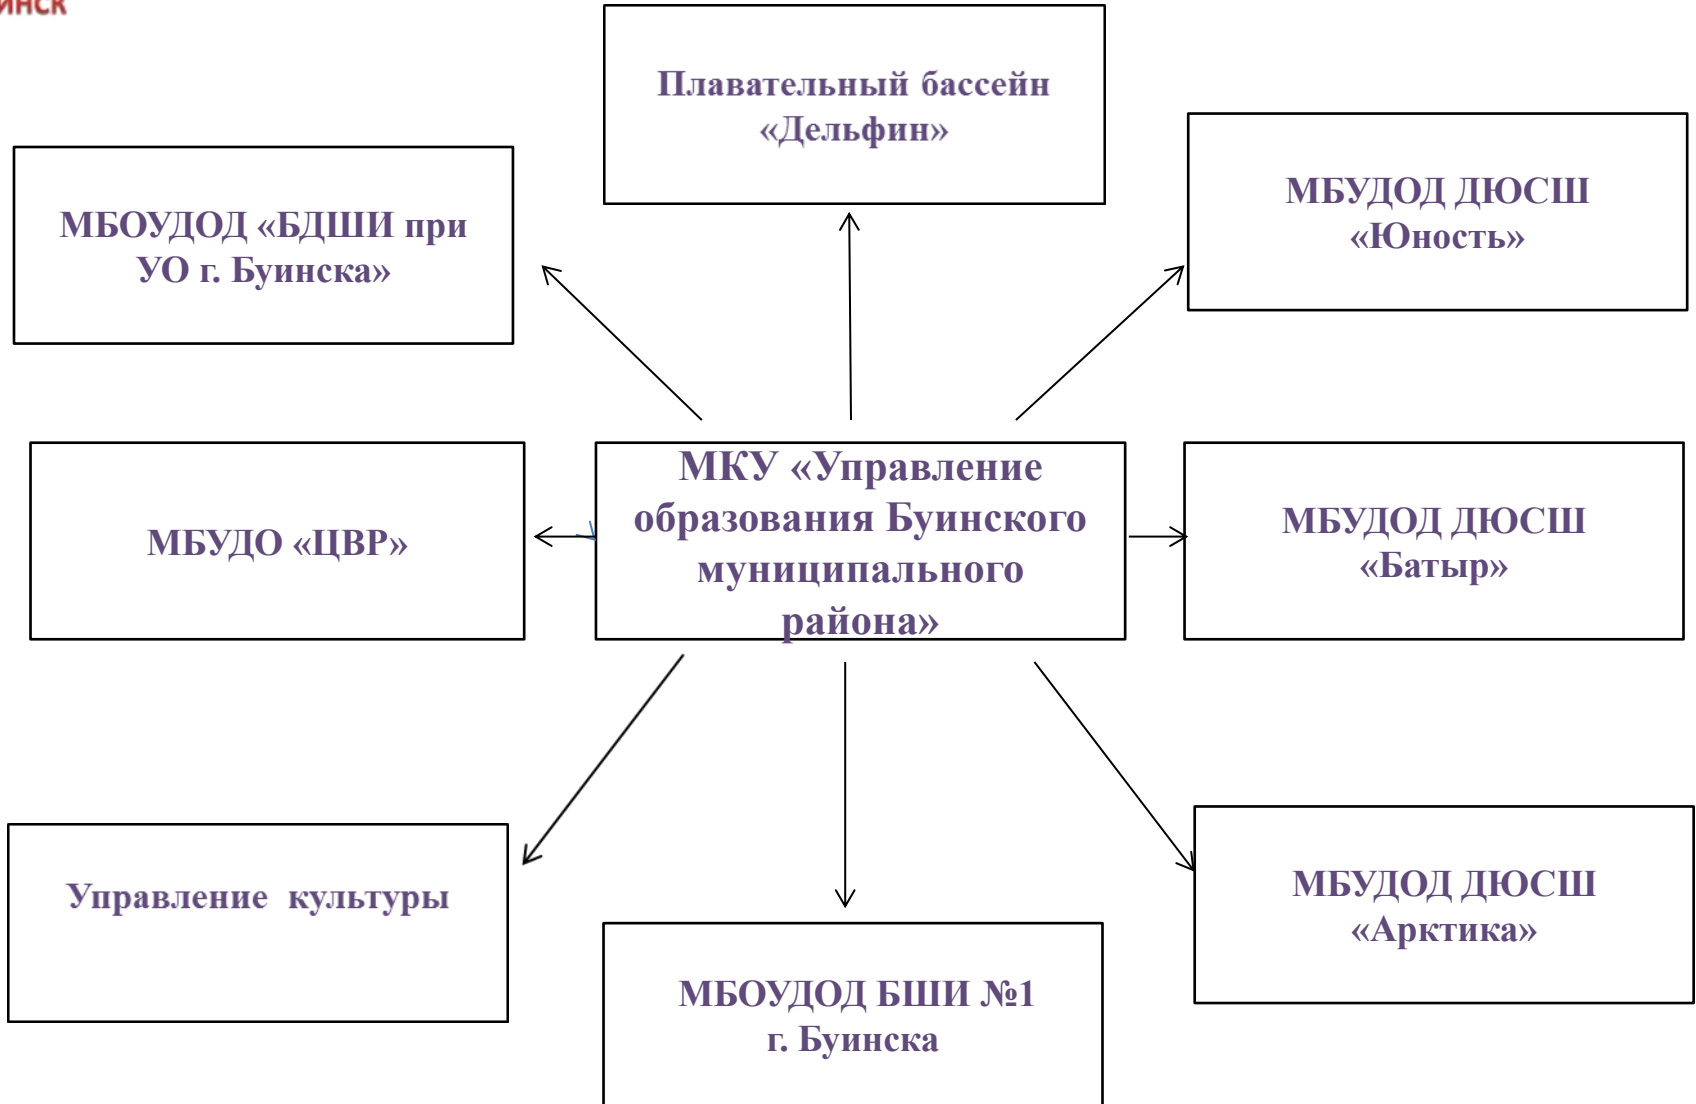 Плавательный бассейн
«Дельфин»
МБОУДОД «БДШИ при
УО г. Буинска»
МБУДОД ДЮСШ
«Юность»
МБУДО «ЦВР»
МКУ «Управление
образования Буинского
муниципального
района»
МБУДОД ДЮСШ
«Батыр»
Управление культуры
МБОУДОД БШИ №1
г. Буинска
МБУДОД ДЮСШ
«Арктика»